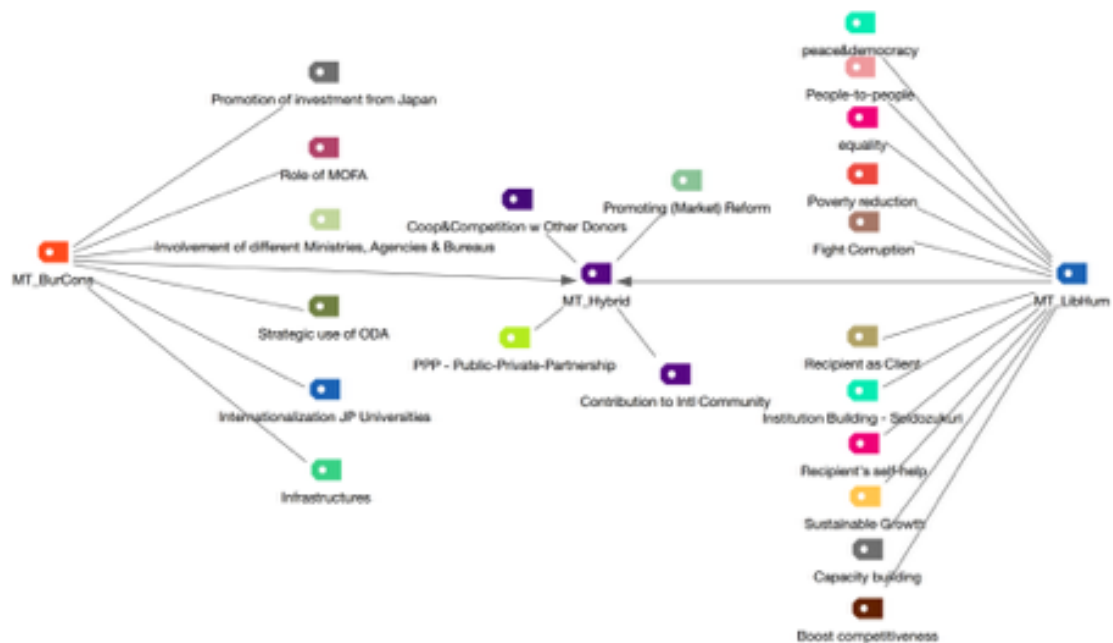 peace&democracy
Promotion of investment from Japan
People-to-people
equality
Role of MOFA
Poverty reduction
Promoting (Market) Reform
Coop&Competition w Other Donors
Involvement of different Ministries, Agencies & Bureaus
Fight Corruption
MT_BurCons
MT_Hybrid
MT_LibHum
Strategic use of ODA
PPP - Public-Private-Partnership
Recipient as Client
Contribution to Intl Community
Internationalization JP Universities
Institution Building - Seidozukuri
Recipient's self-help
Infrastructures
Sustainable Growth
Capacity building
Boost competitiveness